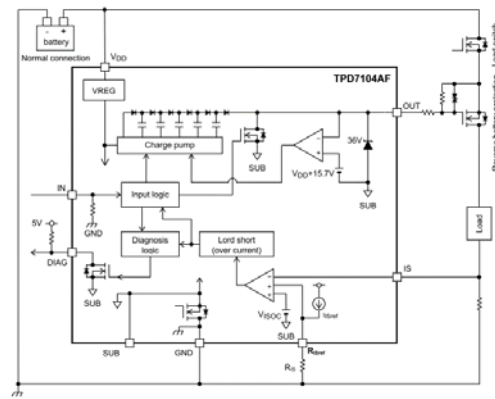 - +
battery
Normal connection
VDD
TPD7104AF
VREG
OUT
Charge pump
SUB
36V
VDD+15.7V
SUB
IN
Input logic
GND
5V
Diagnosis
logic
Lord short
(over current)
Load
DIAG
IS
SUB
VISOC
SUB
SUB
GND
RISref